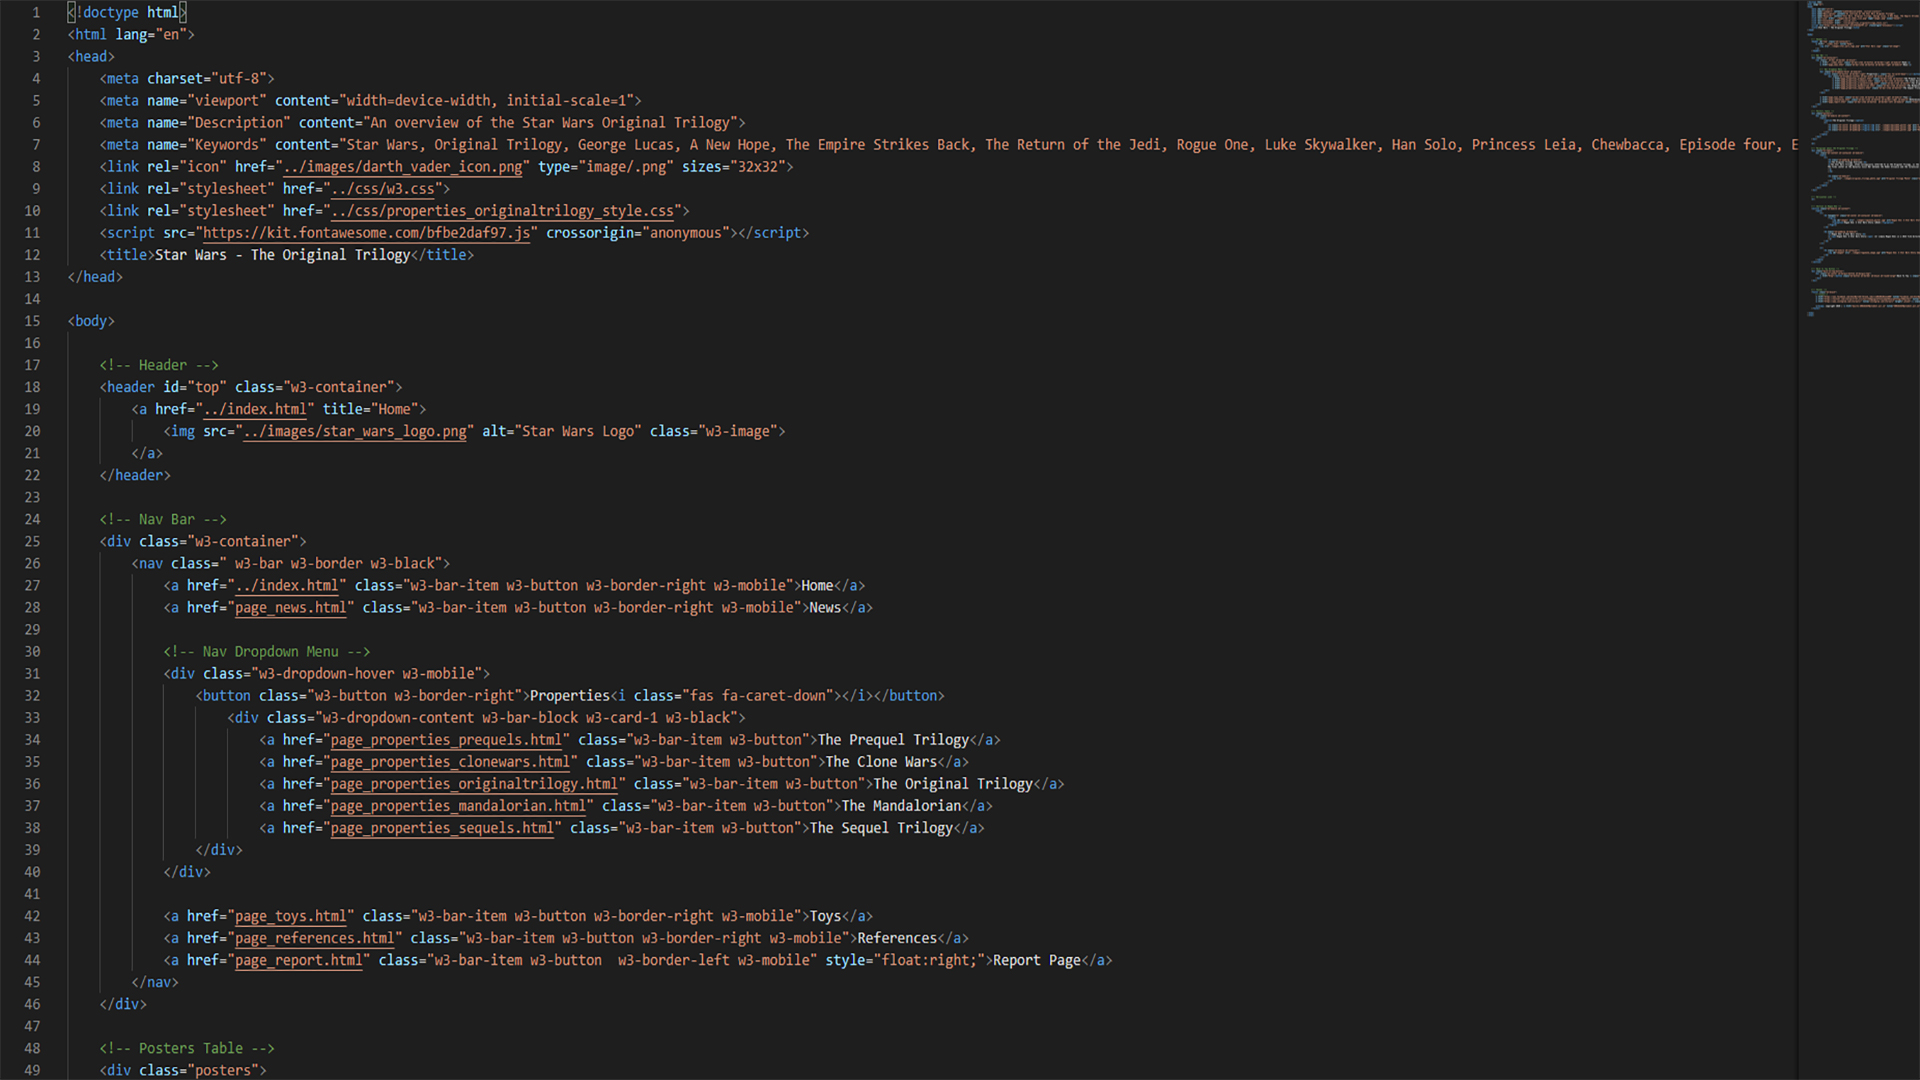 1 <!doctype html>
2 <html lang="en">
3 <head>
4 <meta charset="utf-8">
5 <meta name="viewport" content="width=device-width, initial-scale=1">
6 <meta name="Description" content="An overview of the Star Wars Original Trilogy">
7 <meta name="Keywords" content="Star Wars, Original Trilogy, George Lucas, A New Hope, The Empire Strikes Back, The Return of the Jedi, Rogue One, Luke Skywalker, Han Solo, Princess Leia, Chewbacca, Episode four, E
8 <link rel="icon" href="../images/darth_vader_icon.png" type="image/.png" sizes="32x32">
9 <link rel="stylesheet" href="../css/w3.css">
10 <link rel="stylesheet" href="../css/properties_originaltrilogy_style.css">
11 <script src="https://kit.fontawesome.com/bfbe2daf97.js" crossorigin="anonymous"></script>
12 <title>Star Wars - The Original Trilogy</title>
13 </head>
14
15 <body>
16
17 <!-- Header -->
18 <header id="top" class="w3-container">
19 <a href="../index.html" title="Home">
20 <img src="../images/star_wars_logo.png" alt="Star Wars Logo" class="w3-image">
21 </a>
22 </header>
23
24 <!-- Nav Bar -->
25 <div class="w3-container">
26 <nav class=" w3-bar w3-border w3-black">
27 <a href="../index.html" class="w3-bar-item w3-button w3-border-right w3-mobile">Home</a>
28 <a href="page_news.html" class="w3-bar-item w3-button w3-border-right w3-mobile">News</a>
29
30 <!-- Nav Dropdown Menu -->
31 <div class="w3-dropdown-hover w3-mobile">
32 <button class="w3-button w3-border-right">Properties<i class="fas fa-caret-down"></i></button>
33 <div class="w3-dropdown-content w3-bar-block w3-card-1 w3-black">
34 <a href="page_properties_prequels.html" class="w3-bar-item w3-button">The Prequel Trilogy</a>
35 <a href="page_properties_clonewars.html" class="w3-bar-item w3-button">The Clone Wars</a>
36 <a href="page_properties_originaltrilogy.html" class="w3-bar-item w3-button">The Original Trilogy</a>
37 <a href="page_properties_mandalorian.html" class="w3-bar-item w3-button">The Mandalorian</a>
38 <a href="page_properties_sequels.html" class="w3-bar-item w3-button">The Sequel Trilogy</a>
39 </div>
40 </div>
41
42 <a href="page_toys.html" class="w3-bar-item w3-button w3-border-right w3-mobile">Toys</a>
43 <a href="page_references.html" class="w3-bar-item w3-button w3-border-right w3-mobile">References</a>
44 <a href="page_report.html" class="w3-bar-item w3-button  w3-border-left w3-mobile" style="float:right;">Report Page</a>
45 </nav>
46 </div>
47
48 <!-- Posters Table -->
49 <div class="posters">